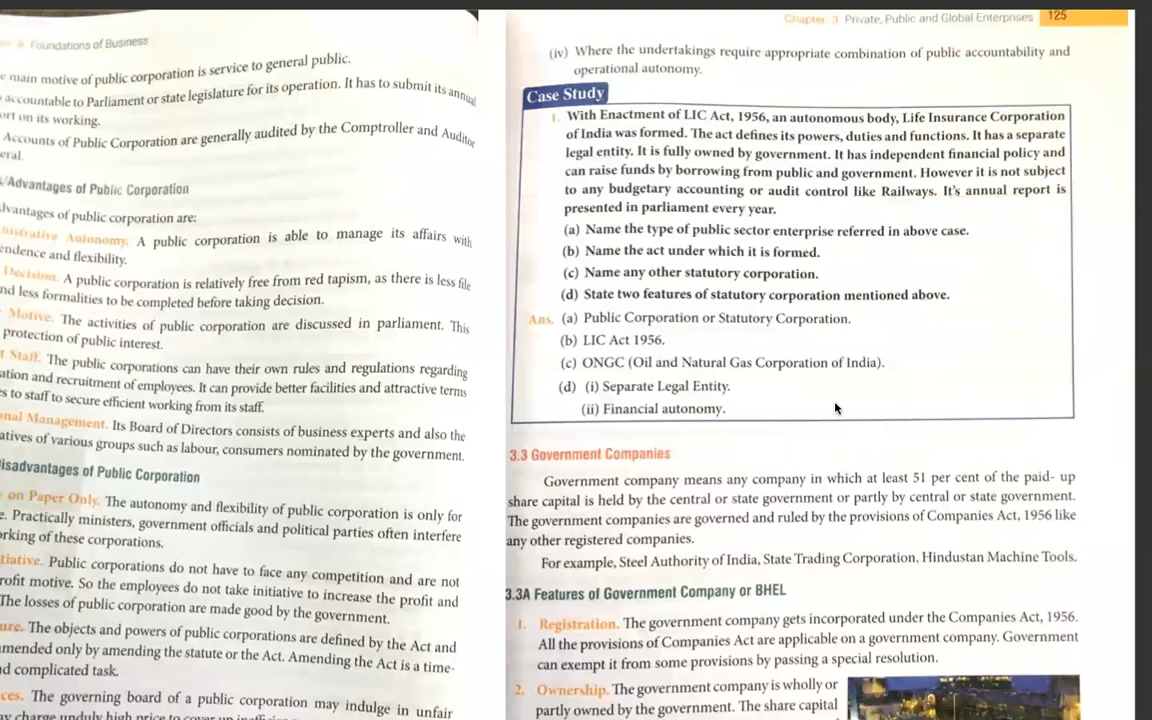 Foundations of Business
main motive of public corporation is service to general public.
accountable to Parliament or state legislature for its operation. It has to submit its annual
on its working.
Accounts of Public Corporation are generally audited by the Comptroller and Auditor
Advantages of Public Corporation
advantages of public corporation are:
Autonomy. A public corporation is able to manage its affairs with
and flexibility.
Decision. A public corporation is relatively free from red tapism, as there is less file
and less formalities to be completed before taking decision.
Motive. The activities of public corporation are discussed in parliament. This
protection of public interest.
Staff. The public corporations can have their own rules and regulations regarding
and recruitment of employees. It can provide better facilities and attractive terms
to staff to secure efficient working from its staff.
Management. Its Board of Directors consists of business experts and also the
of various groups such as labour, consumers nominated by the government.
Disadvantages of Public Corporation
on Paper Only. The autonomy and flexibility of public corporation is only for
Practically ministers, government officials and political parties often interfere
of these corporations.
Public corporations do not have to face any competition and are not
motive. So the employees do not take initiative to increase the profit and
The losses of public corporation are made good by the government.
The objects and powers of public corporations are defined by the Act and
only by amending the statute or the Act. Amending the Act is a time-
complicated task.
The governing board of a public corporation may indulge in unfair
charge unduly high price to cover up
Chapter 3 Private, Public and Global Enterprises 125
(iv) Where the undertakings require appropriate combination of public accountability and
operational autonomy.
Case Study
1. With Enactment of LIC Act, 1956, an autonomous body, Life Insurance Corporation
of India was formed. The act defines its powers, duties and functions. It has a separate
legal entity. It is fully owned by government. It has independent financial policy and
can raise funds by borrowing from public and government. However it is not subject
to any budgetary accounting or audit control like Railways. It's annual report is
presented in parliament every year.
(a) Name the type of public sector enterprise referred in above case.
(b) Name the act under which it is formed.
(c) Name any other statutory corporation.
(d) State two features of statutory corporation mentioned above.
Ans. (a) Public Corporation or Statutory Corporation.
(b) LIC Act 1956.
(c) ONGC (Oil and Natural Gas Corporation of India).
(d) (i) Separate Legal Entity.
(ii) Financial autonomy.
3.3 Government Companies
Government company means any company in which at least 51 per cent of the paid- up
share capital is held by the central or state government or partly by central or state government.
The government companies are governed and ruled by the provisions of Companies Act, 1956 like
any other registered companies.
For example, Steel Authority of India, State Trading Corporation, Hindustan Machine Tools.
3.3A Features of Government Company or BHEL
1. Registration. The government company gets incorporated under the Companies Act, 1956.
All the provisions of Companies Act are applicable on a government company. Government
can exempt it from some provisions by passing a special resolution.
2. Ownership. The government company is wholly or
partly owned by the government. The share capital